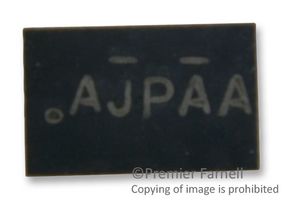 .AJPAA
©Premier Farnell
Copying of image is prohibited